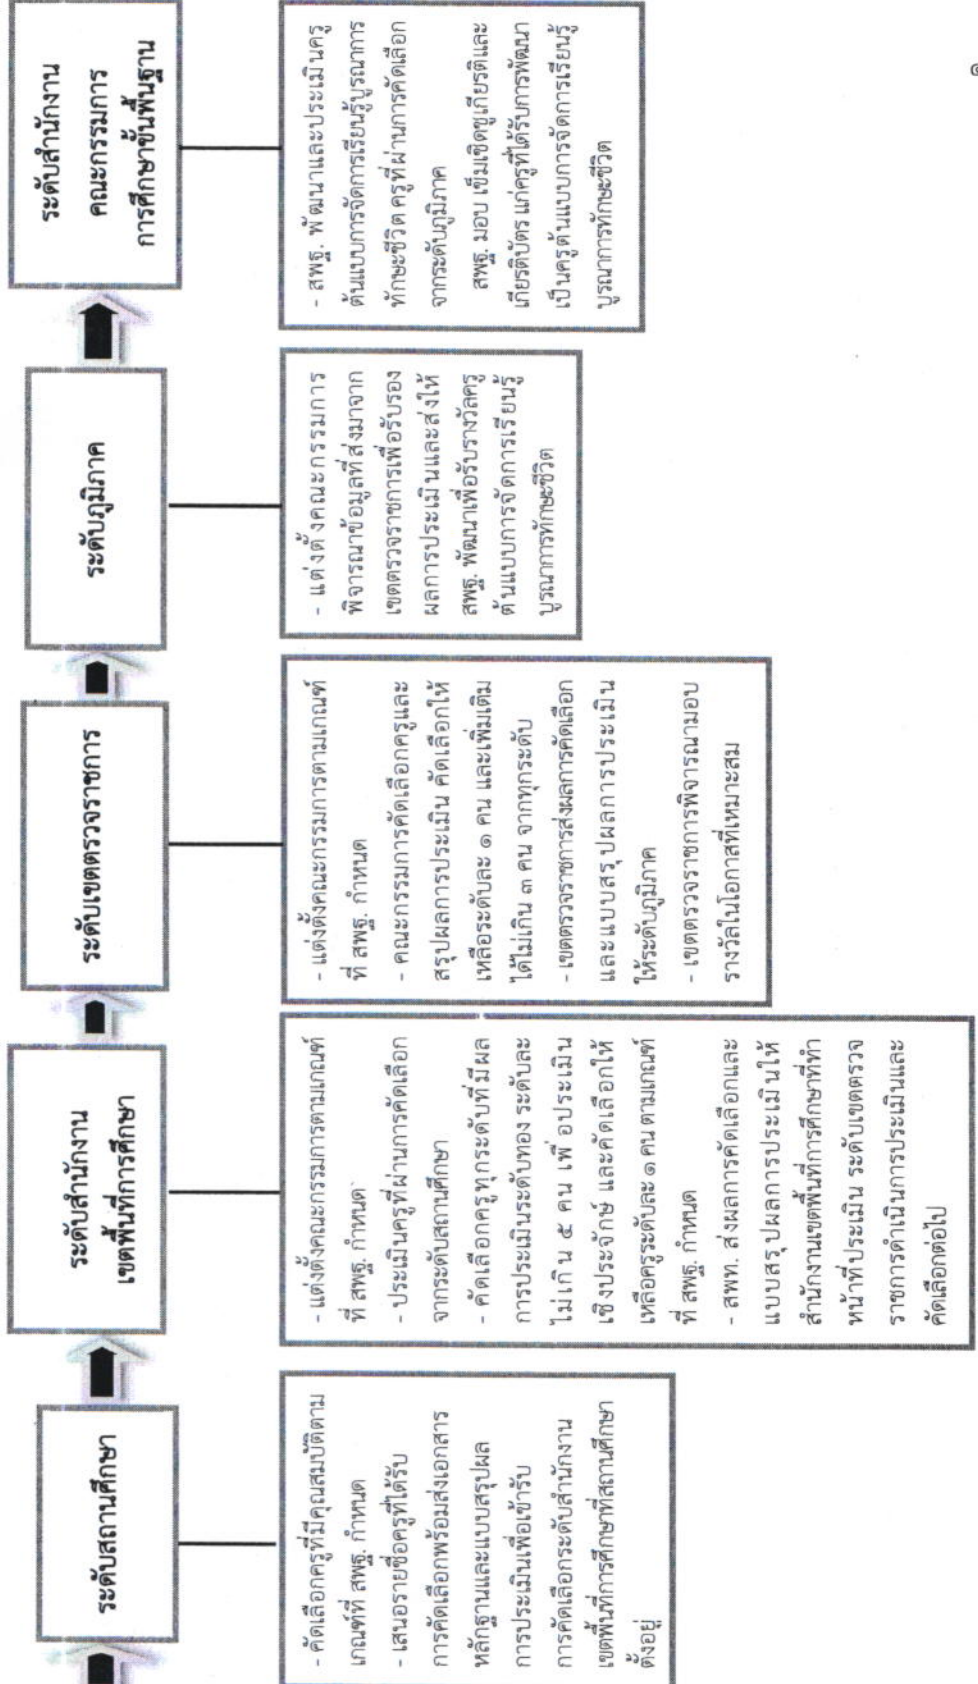 ระดับสถานศึกษา
- คัดเลือกครูที่มีคุณสมบัติตาม
เกณฑ์ที่ สพฐ. กำหนด
- เสนอรายชื่อครูที่ได้รับ
การคัดเลือกพร้อมส่งเอกสาร
หลักฐานและแบบสรุปผล
การประเมินเพื่อเข้ารับ
การคัดเลือกระดับสำนักงาน
เขตพื้นที่การศึกษาที่สถานศึกษา
ตั้งอยู่
ระดับสำนักงาน
เขตพื้นที่การศึกษา
- แต่งตั้งคณะกรรมการตามเกณฑ์
ที่ สพฐ. กำหนด
- ประเมินครูที่ผ่านการคัดเลือก
จากระดับสถานศึกษา
- คัดเลือกครูทุกระดับที่มีผล
การประเมินระดับทอง ระดับละ
ไม่เกิน ๕ คน เพื่อประเมิน
เชิงประจักษ์ และคัดเลือกให้
เหลือครูระดับละ ๑ คน ตามเกณฑ์
ที่ สพฐ. กำหนด
- สพท. ส่งผลการคัดเลือกและ
แบบสรุปผลการประเมินให้
สำนักงานเขตพื้นที่การศึกษาที่ทำ
หน้าที่ประเมิน ระดับเขตตรวจ
ราชการดำเนินการประเมินและ
คัดเลือกต่อไป
ระดับเขตตรวจราชการ
- แต่งตั้งคณะกรรมการตามเกณฑ์
ที่ สพฐ. กำหนด
- คณะกรรมการคัดเลือกครูและ
สรุปผลการประเมิน คัดเลือกให้
เหลือระดับละ ๑ คน และเพิ่มเติม
ได้ไม่เกิน ๓ คน จากทุกระดับ
- เขตตรวจราชการส่งผลการคัดเลือก
และแบบสรุปผลการประเมิน
ให้ระดับภูมิภาค
- เขตตรวจราชการพิจารณามอบ
รางวัลในโอกาสที่เหมาะสม
ระดับภูมิภาค
- แต่งตั้งคณะกรรมการ
พิจารณาข้อมูลที่ส่งมาจาก
เขตตรวจราชการเพื่อรับรอง
ผลการประเมินและส่งให้
สพฐ. พัฒนาเพื่อรับรางวัลครู
ต้นแบบการจัดการเรียนรู้
บูรณาการทักษะชีวิต
ระดับสำนักงาน
คณะกรรมการ
การศึกษาขั้นพื้นฐาน
- สพฐ. พัฒนาและประเมินครู
ต้นแบบการจัดการเรียนรู้บูรณาการ
ทักษะชีวิต ครูที่ผ่านการคัดเลือก
จากระดับภูมิภาค
สพฐ. มอบ เข็มเชิดชูเกียรติและ
เกียรติบัตร แก่ครูที่ได้รับการพัฒนา
เป็นครูต้นแบบการจัดการเรียนรู้
บูรณาการทักษะชีวิต